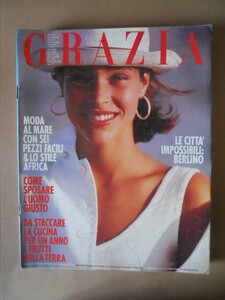 GRAZIA
MODA
AL MARE
CON SEI
PEZZI FACILI
& LO STILE
AFRICA
LE CITTA'
IMPOSSIBILI:
BERLINO
COME
SPOSARE
L'UOMO
GIUSTO
DA STACCARE
LA CUCINA
PER UN ANNO
I FRUTTI
DELLA TERRA